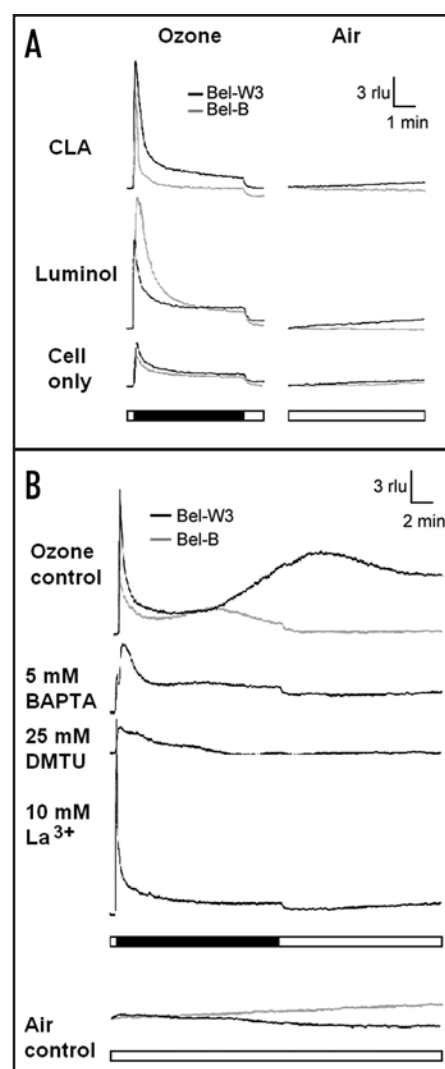 A
Ozone
Air
Bel-W3
Bel-B
3 rlu
1 min
CLA
Luminol
Cell
only
B
3 rlu
2 min
Bel-W3
Bel-B
Ozone
control
5 mM
BAPTA
25 mM
DMTU
10 mM
La³⁺
Air
control